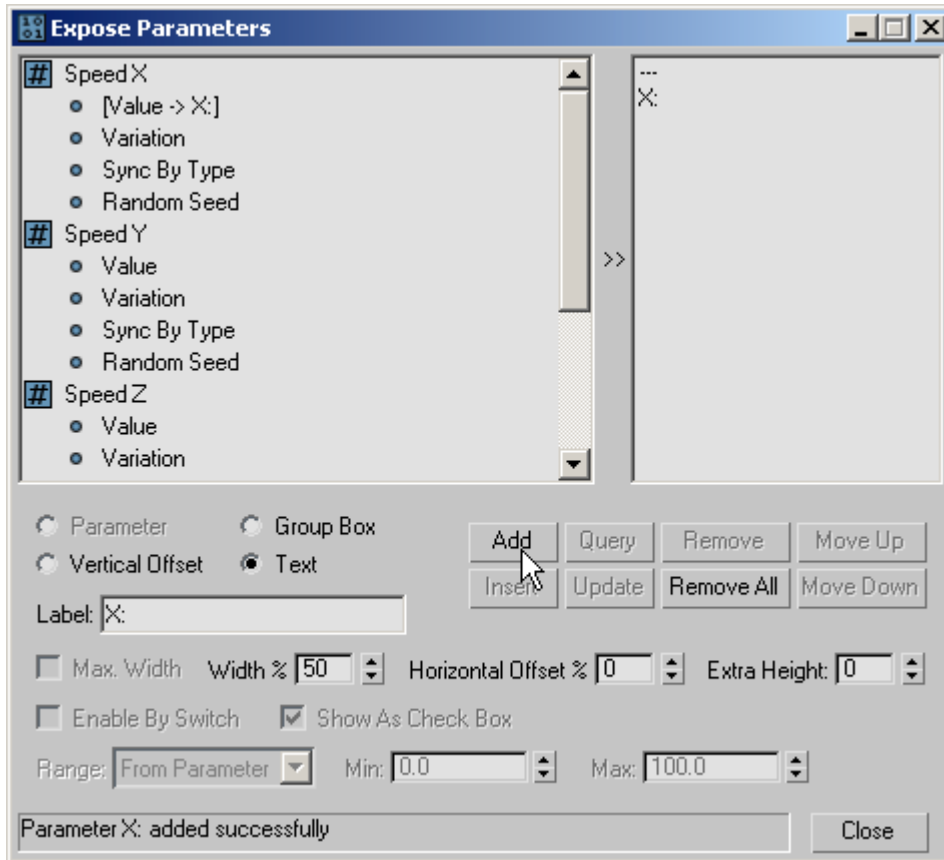 Expose Parameters
Speed X
[Value -> X:]
Variation
Sync By Type
Random Seed
Speed Y
Value
Variation
Sync By Type
Random Seed
Speed Z
Value
Variation
>>
---
X:
Parameter
Group Box
Vertical Offset
Text
Add
Query
Remove
Move Up
Insert
Update
Remove All
Move Down
Label: X:
Max. Width
Width % 50
Horizontal Offset % 0
Extra Height: 0
Enable By Switch
Show As Check Box
Range: From Parameter
Min: 0.0
Max: 100.0
Parameter X: added successfully
Close